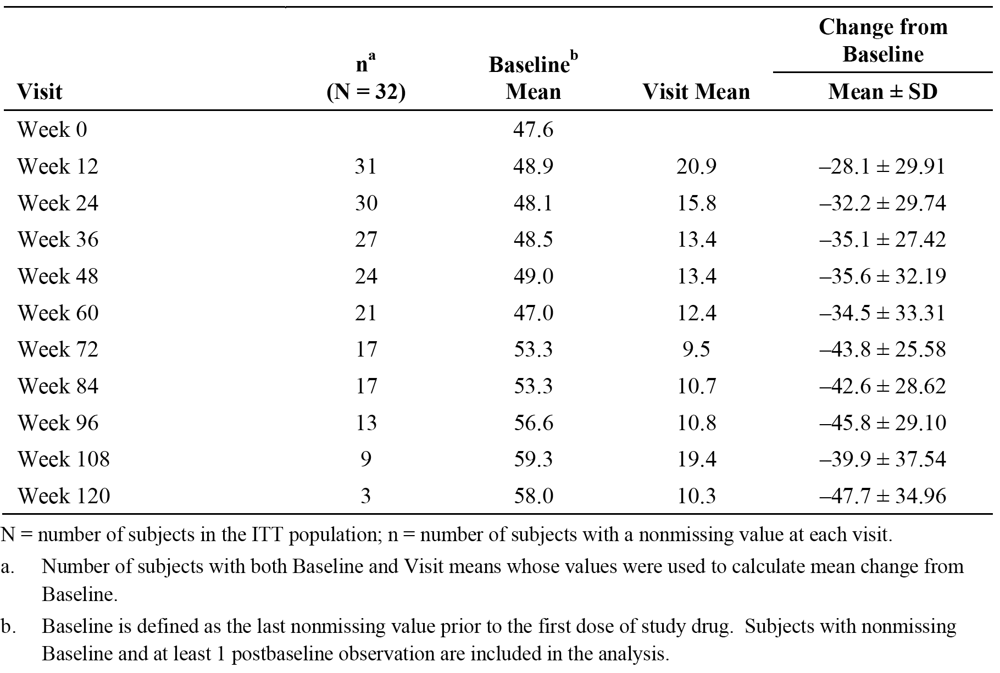 Change from
Baseline
nᵃ
(N = 32)
Baselineᵇ
Mean
Visit
Visit Mean
Mean ± SD
Week 0 47.6
Week 12 31 48.9 20.9 –28.1 ± 29.91
Week 24 30 48.1 15.8 –32.2 ± 29.74
Week 36 27 48.5 13.4 –35.1 ± 27.42
Week 48 24 49.0 13.4 –35.6 ± 32.19
Week 60 21 47.0 12.4 –34.5 ± 33.31
Week 72 17 53.3 9.5 –43.8 ± 25.58
Week 84 17 53.3 10.7 –42.6 ± 28.62
Week 96 13 56.6 10.8 –45.8 ± 29.10
Week 108 9 59.3 19.4 –39.9 ± 37.54
Week 120 3 58.0 10.3 –47.7 ± 34.96
N = number of subjects in the ITT population; n = number of subjects with a nonmissing value at each visit.
a. Number of subjects with both Baseline and Visit means whose values were used to calculate mean change from
Baseline.
b. Baseline is defined as the last nonmissing value prior to the first dose of study drug. Subjects with nonmissing
Baseline and at least 1 postbaseline observation are included in the analysis.